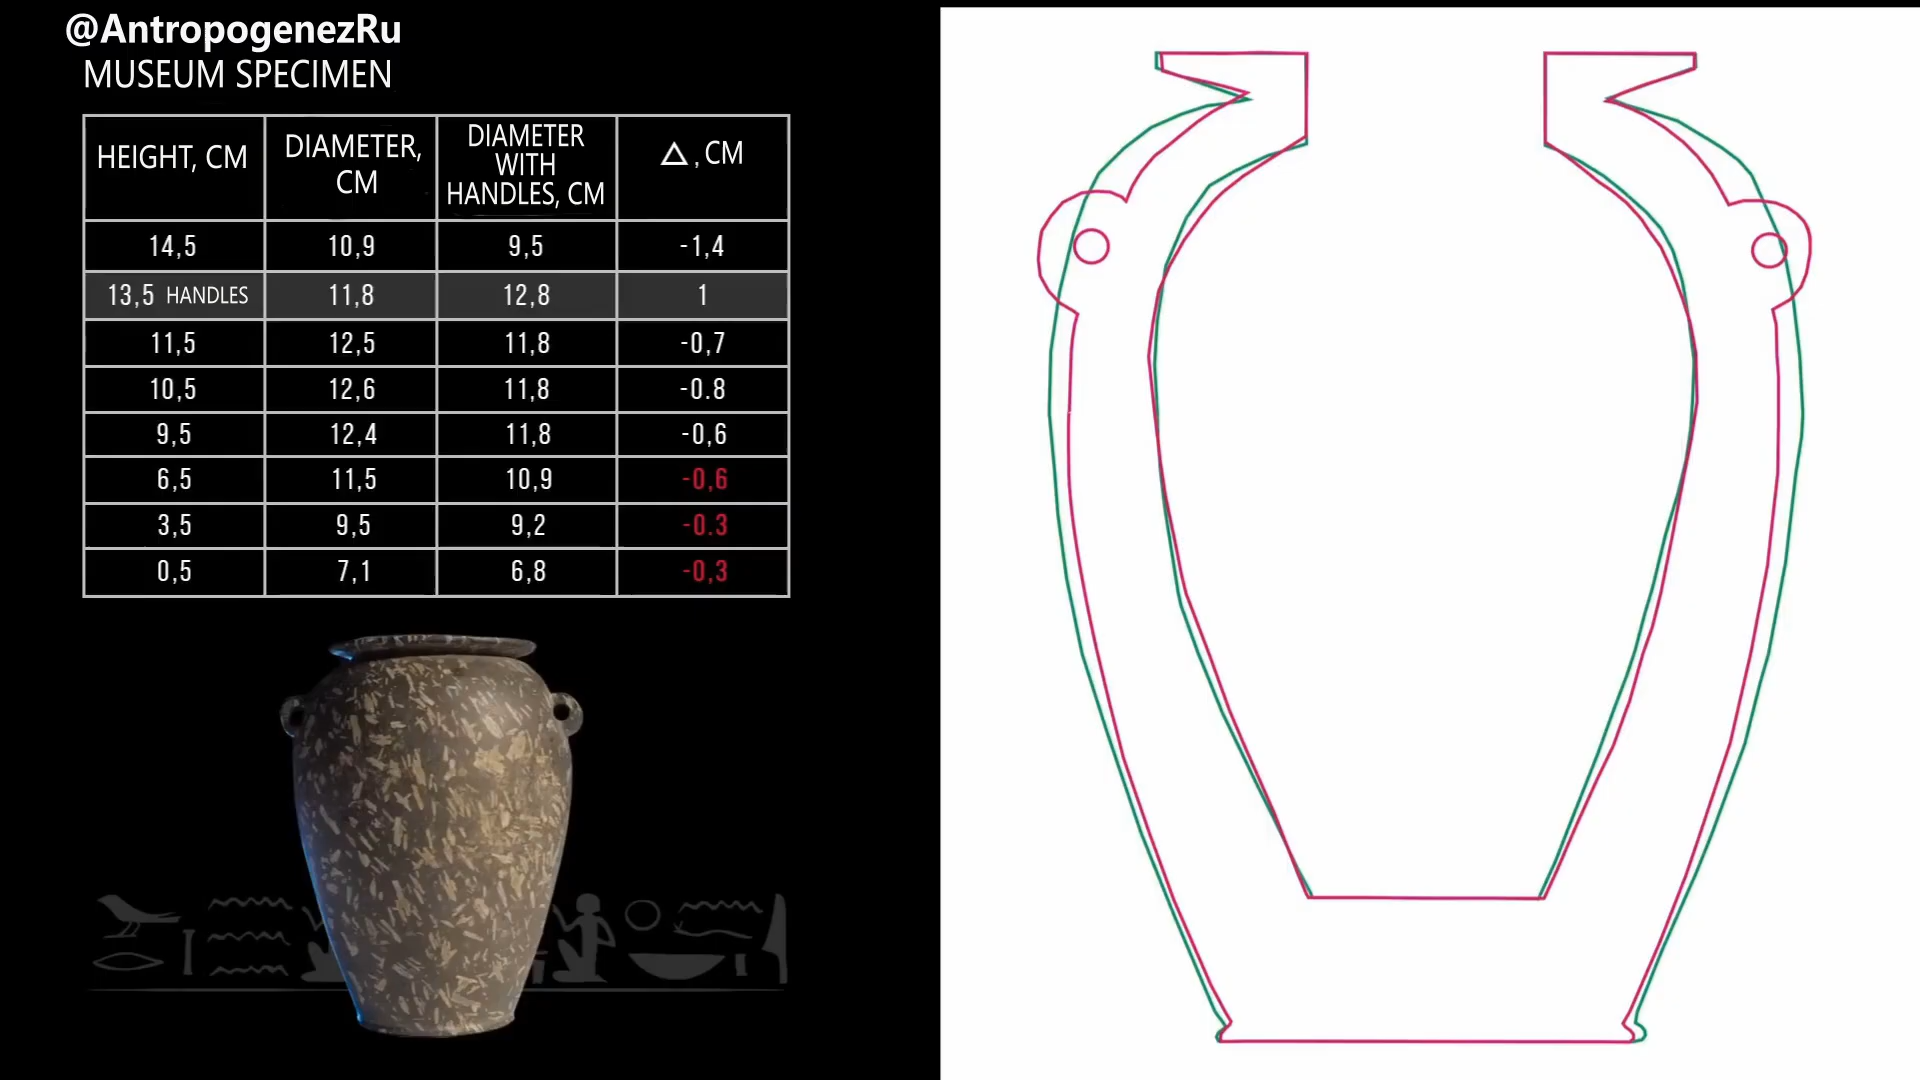 @AntropogenezRu
MUSEUM SPECIMEN
HEIGHT, CM
DIAMETER,
CM
DIAMETER
WITH
HANDLES, CM
△, CM
14,5 10,9 9,5 -1,4
13,5 HANDLES 11,8 12,8 1
11,5 12,5 11,8 -0,7
10,5 12,6 11,8 -0.8
9,5 12,4 11,8 -0,6
6,5 11,5 10,9 -0,6
3,5 9,5 9,2 -0.3
0,5 7,1 6,8 -0,3